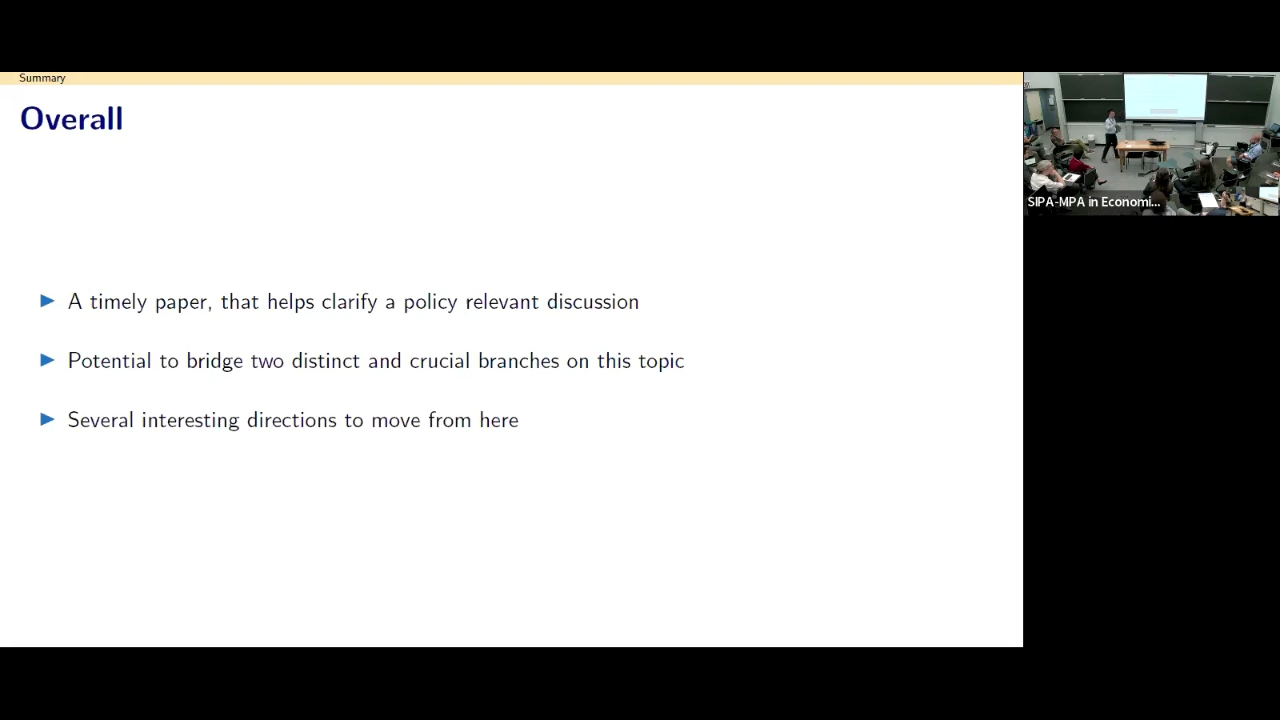 Summary
Overall
A timely paper, that helps clarify a policy relevant discussion
Potential to bridge two distinct and crucial branches on this topic
Several interesting directions to move from here
SIPA-MPA in Economi...